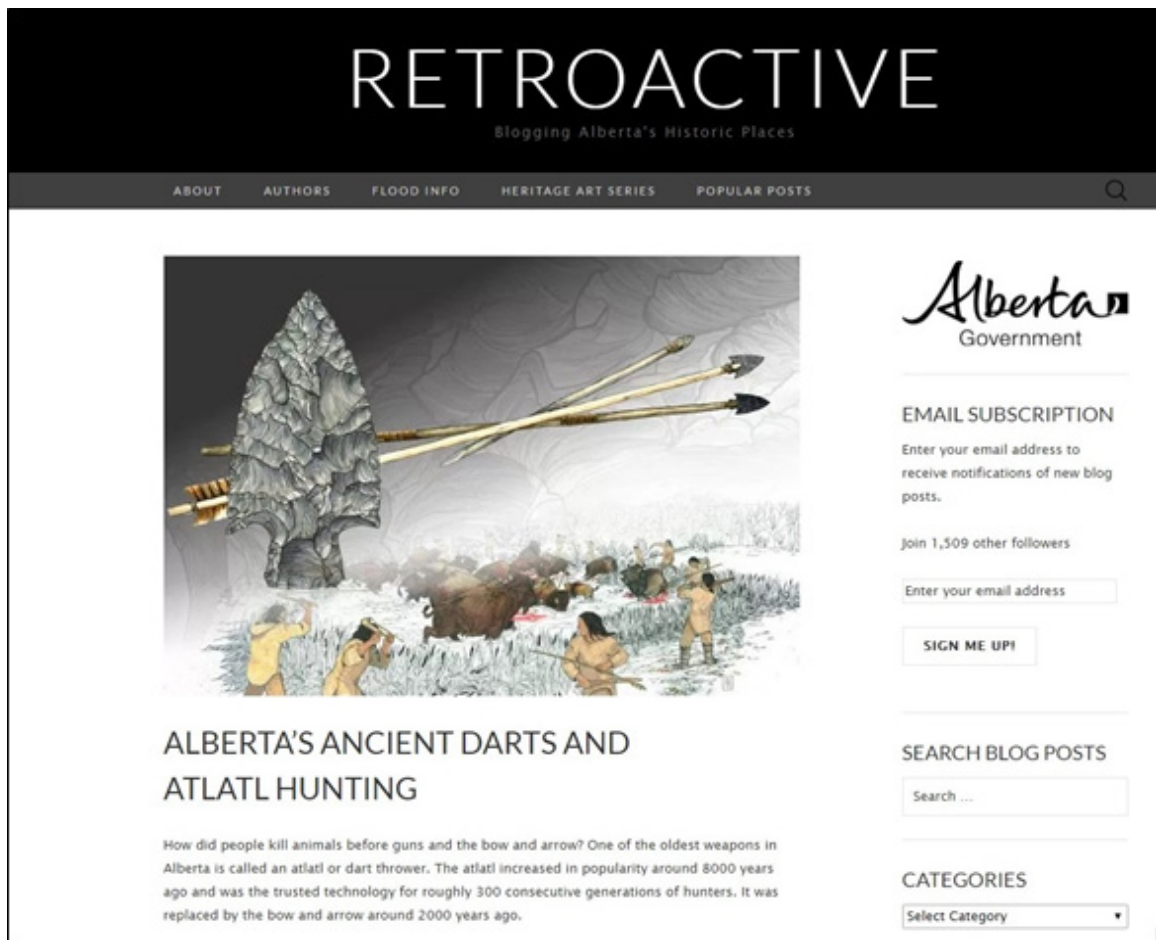 RETROACTIVE
Blogging Alberta's Historic Places
ABOUT AUTHORS FLOOD INFO HERITAGE ART SERIES POPULAR POSTS
Alberta
Government
EMAIL SUBSCRIPTION
Enter your email address to
receive notifications of new blog
posts.
Join 1,509 other followers
Enter your email address
SIGN ME UP!
ALBERTA'S ANCIENT DARTS AND
ATLATL HUNTING
How did people kill animals before guns and the bow and arrow? One of the oldest weapons in
Alberta is called an atlatl or dart thrower. The atlatl increased in popularity around 8000 years
ago and was the trusted technology for roughly 300 consecutive generations of hunters. It was
replaced by the bow and arrow around 2000 years ago.
SEARCH BLOG POSTS
Search ...
CATEGORIES
Select Category